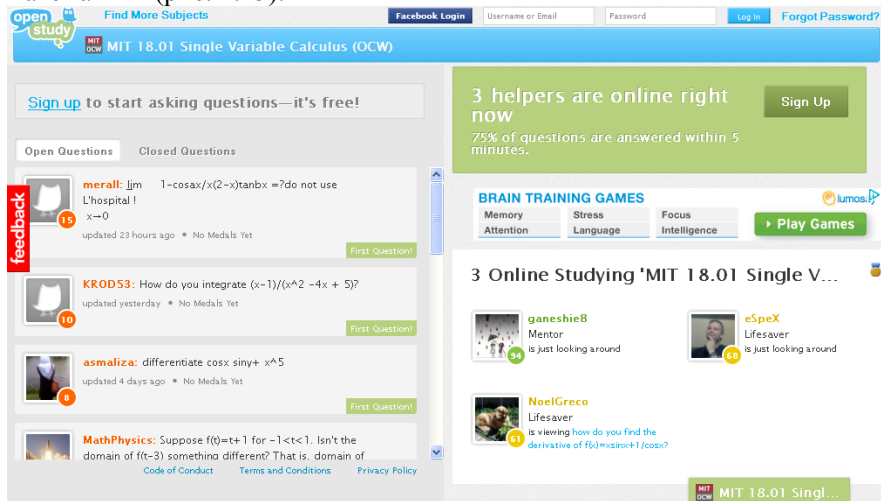 open
study
Find More Subjects
Facebook Login
Username or Email
Password
Log In
Forgot Password?
MIT
OCW
MIT 18.01 Single Variable Calculus (OCW)
Sign up to start asking questions—it's free!
Open Questions
Closed Questions
merall: ljm 1-cosax/x(2-x)tanbx =?do not use
L'hospital !
x→0
15
updated 23 hours ago • No Medals Yet
First Question!
feedback
KROD53: How do you integrate (x-1)/(x^2 -4x + 5)?
updated yesterday • No Medals Yet
10
First Question!
asmaliza: differentiate cosx siny+ x^5
updated 4 days ago • No Medals Yet
8
First Question!
MathPhysics: Suppose f(t)=t+1 for -1<t<1. Isn't the
domain of f(t-3) something different? That is, domain of
Code of Conduct
Terms and Conditions
Privacy Policy
3 helpers are online right
now
75% of questions are answered within 5
minutes.
Sign Up
BRAIN TRAINING GAMES
lumos
Memory
Stress
Focus
Attention
Language
Intelligence
Play Games
3 Online Studying 'MIT 18.01 Single V...
ganeshie8
Mentor
is just looking around
94
eSpeX
Lifesaver
is just looking around
68
NoelGreco
Lifesaver
is viewing how do you find the
derivative of f(x)=xsinx+1/cosx?
61
MIT
OCW
MIT 18.01 Singl...